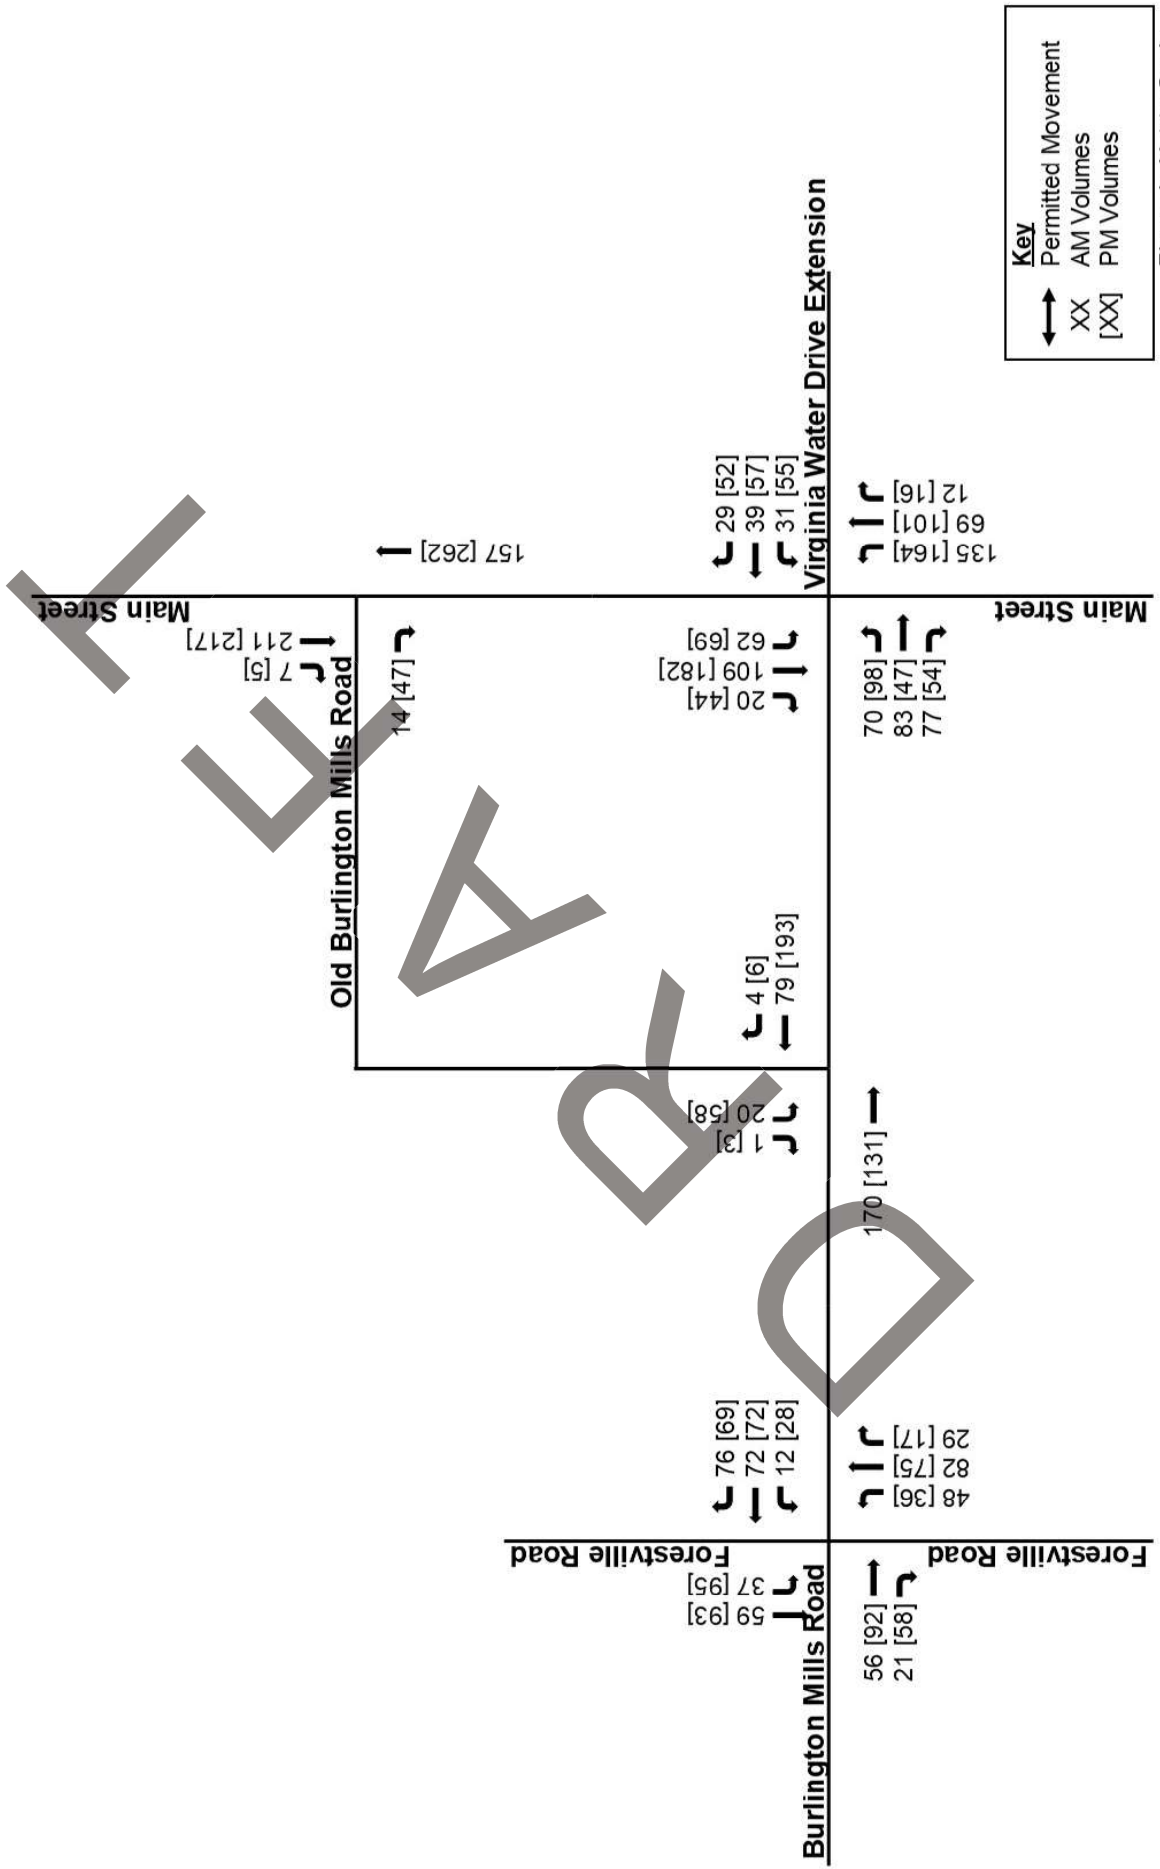 Main Street
211 [217]
7 [5]
157 [262]
Old Burlington Mills Road
14 [47]
29 [52]
39 [57]
31 [55]
Virginia Water Drive Extension
62 [69]
109 [182]
20 [44]
12 [16]
69 [101]
135 [164]
70 [98]
83 [47]
77 [54]
Main Street
4 [6]
79 [193]
20 [58]
1 [3]
170 [131]
76 [69]
72 [72]
12 [28]
29 [17]
82 [75]
48 [36]
Forestville Road
Forestville Road
37 [95]
59 [93]
Burlington Mills Road
56 [92]
21 [58]
Key
Permitted Movement
XX AM Volumes
[XX] PM Volumes
DRAFT